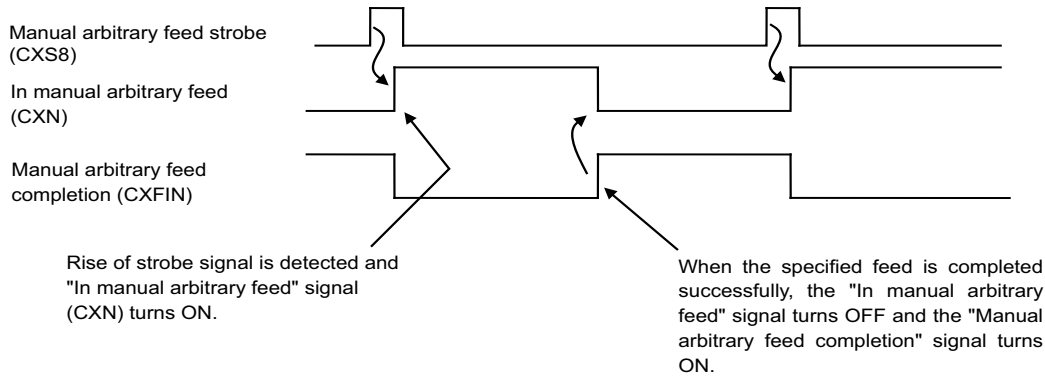 Manual arbitrary feed strobe
(CXS8)
In manual arbitrary feed
(CXN)
Manual arbitrary feed
completion (CXFIN)
Rise of strobe signal is detected and
"In manual arbitrary feed" signal
(CXN) turns ON.
When the specified feed is completed
successfully, the "In manual arbitrary
feed" signal turns OFF and the "Manual
arbitrary feed completion" signal turns
ON.